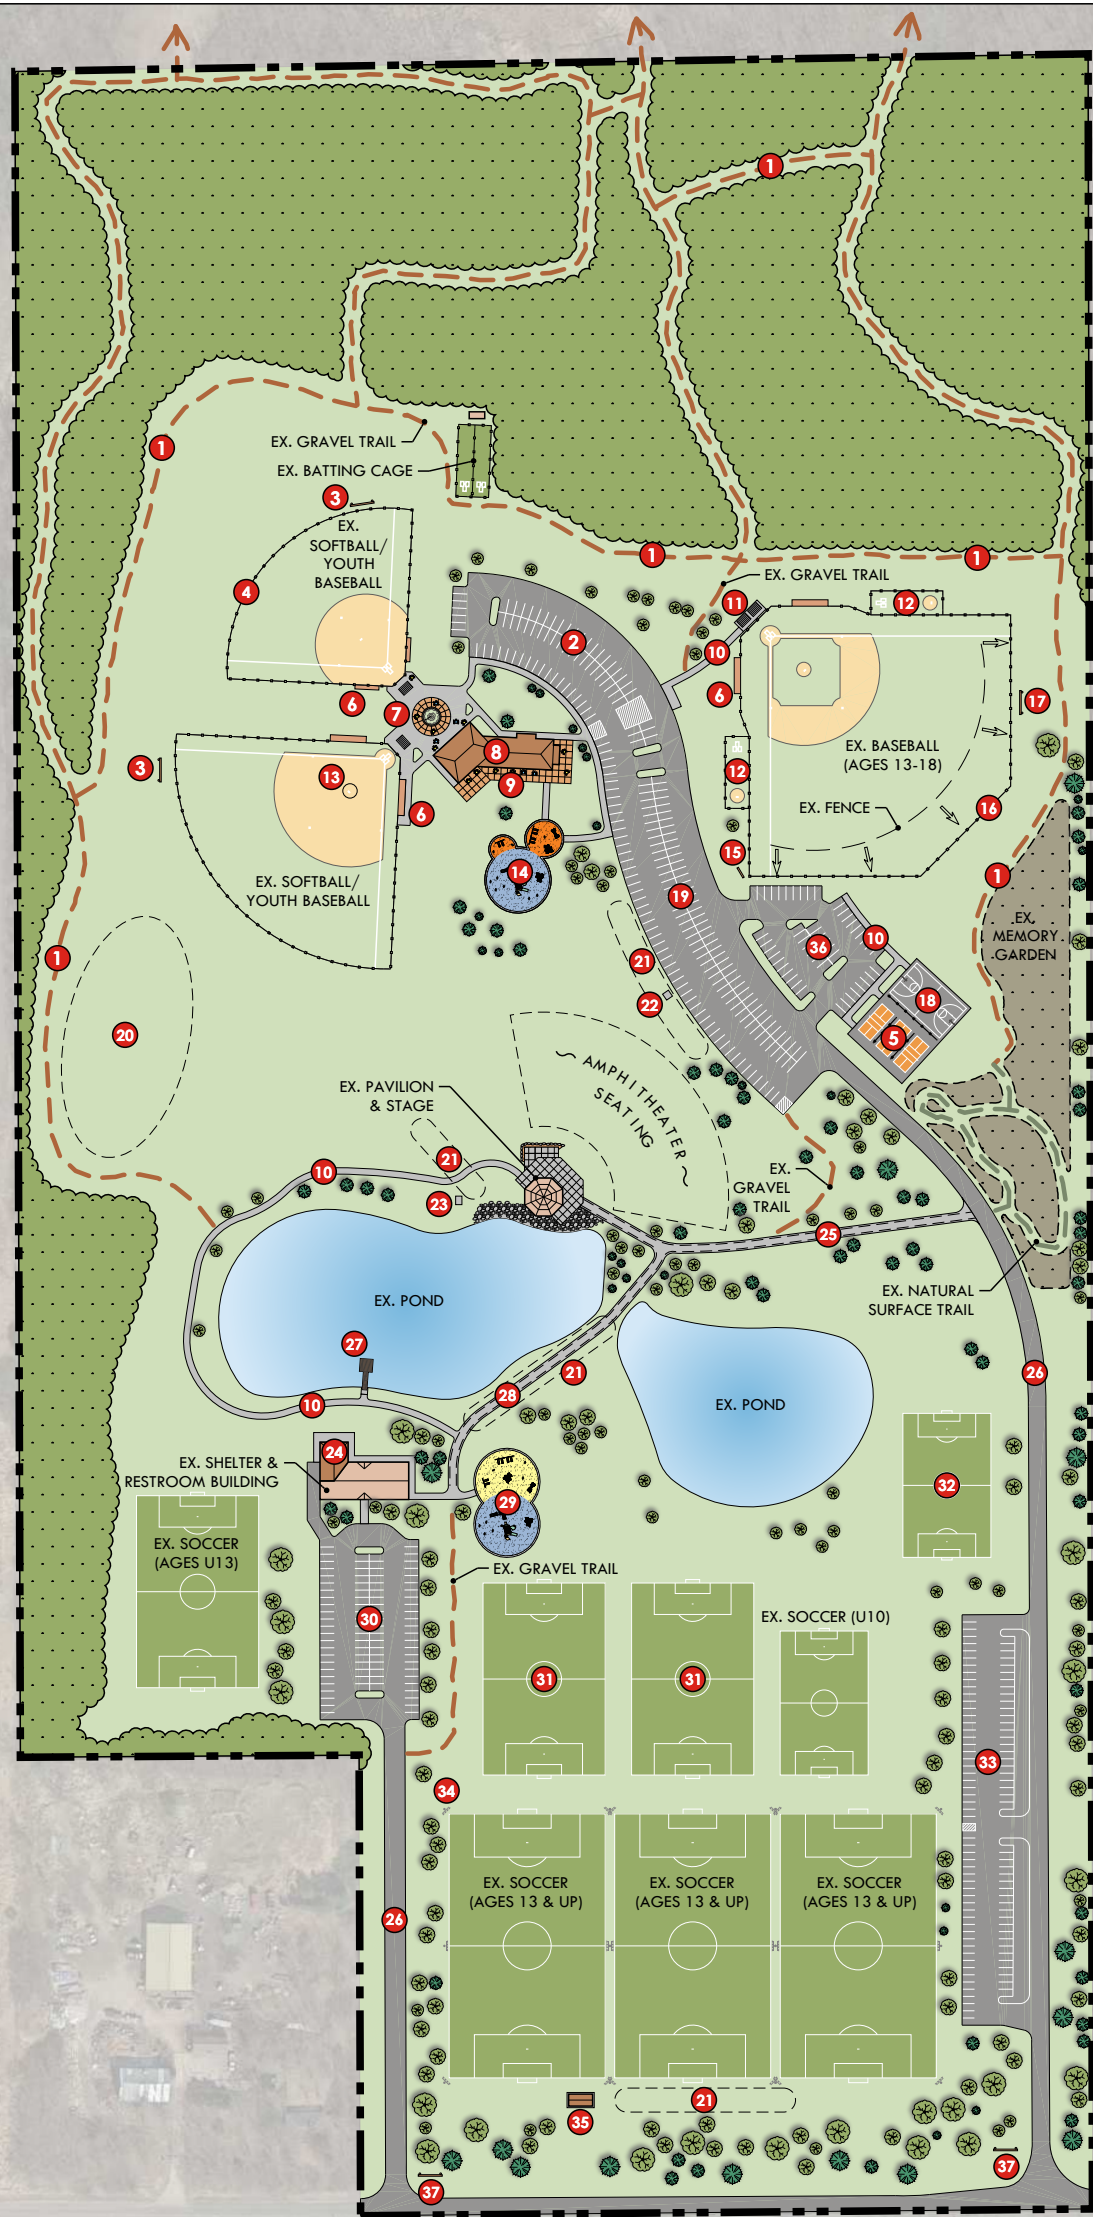 1
1
EX. GRAVEL TRAIL
EX. BATTING CAGE
3
EX.
SOFTBALL/
YOUTH
BASEBALL
4
1
1
EX. GRAVEL TRAIL
11
12
2
10
6
6
7
17
8
3
13
9
6
12
EX. BASEBALL
(AGES 13-18)
EX. FENCE
16
15
14
1
EX. SOFTBALL/
YOUTH BASEBALL
19
EX.
MEMORY
GARDEN
10
36
1
21
22
18
20
5
AMPHITHEATER
SEATING
EX. PAVILION
& STAGE
21
10
23
EX.
GRAVEL
TRAIL
25
EX. NATURAL
SURFACE TRAIL
EX. POND
27
21
26
28
10
EX. POND
24
EX. SHELTER &
RESTROOM BUILDING
32
29
EX. SOCCER
(AGES U13)
EX. GRAVEL TRAIL
30
EX. SOCCER (U10)
31
31
33
34
EX. SOCCER
(AGES 13 & UP)
EX. SOCCER
(AGES 13 & UP)
EX. SOCCER
(AGES 13 & UP)
26
21
35
37
37